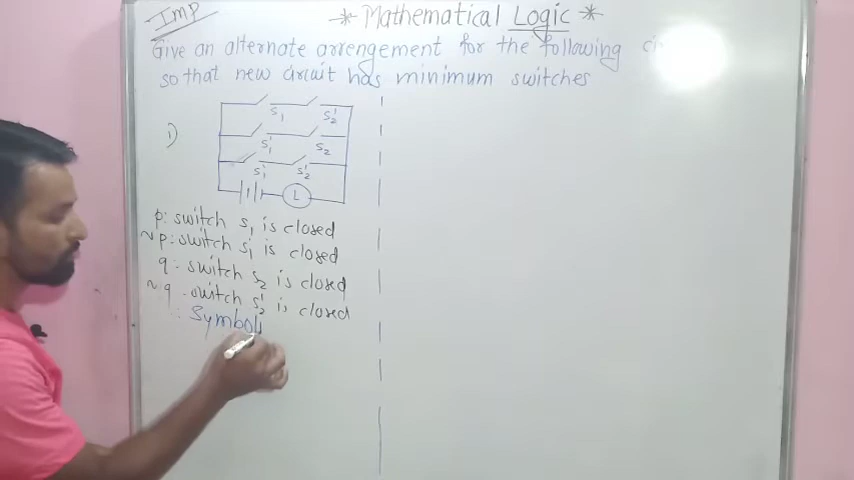 IMP
* Mathematical Logic *
Give an alternate arrangement for the following
so that new circuit has minimum switches
i)
S₁ S₂'
S₁' S₂
S₁' S₂'
L
p: switch S₁ is closed
~p: switch S₁' is closed
q: switch S₂ is closed
~q: switch S₂' is closed
: Symboli